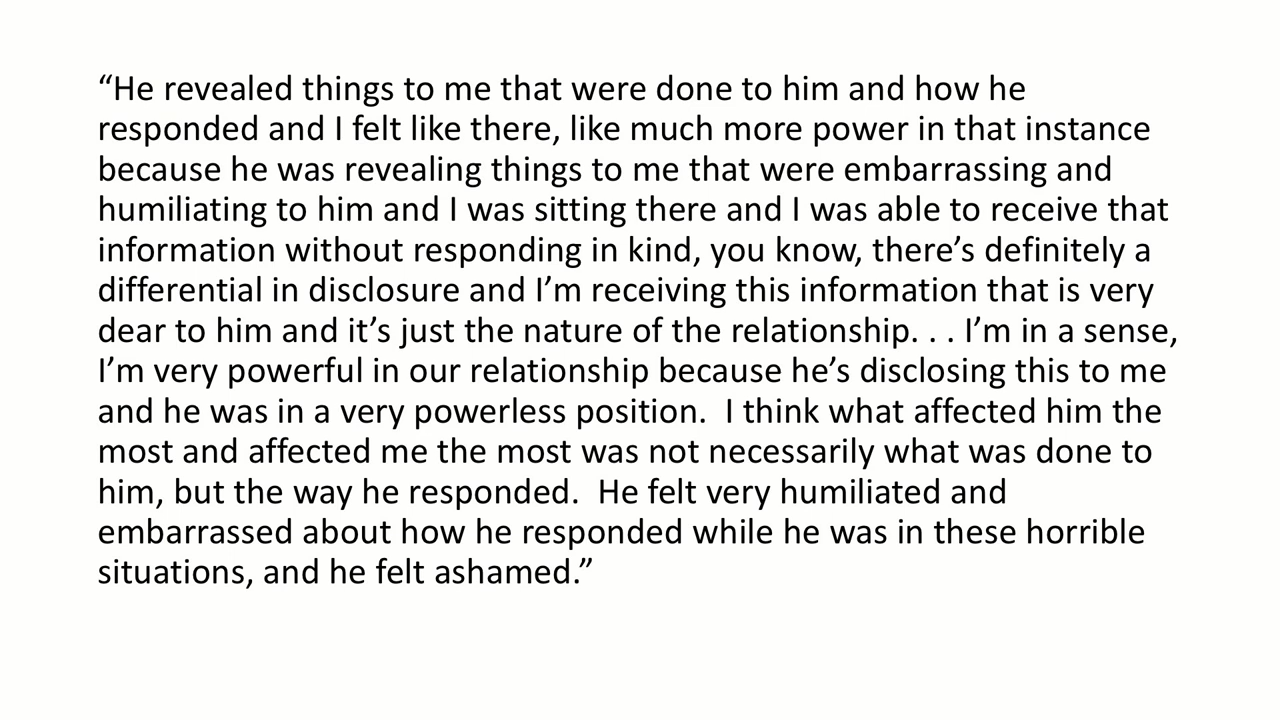 “He revealed things to me that were done to him and how he
responded and I felt like there, like much more power in that instance
because he was revealing things to me that were embarrassing and
humiliating to him and I was sitting there and I was able to receive that
information without responding in kind, you know, there’s definitely a
differential in disclosure and I’m receiving this information that is very
dear to him and it’s just the nature of the relationship. . . I’m in a sense,
I’m very powerful in our relationship because he’s disclosing this to me
and he was in a very powerless position.  I think what affected him the
most and affected me the most was not necessarily what was done to
him, but the way he responded.  He felt very humiliated and
embarrassed about how he responded while he was in these horrible
situations, and he felt ashamed.”